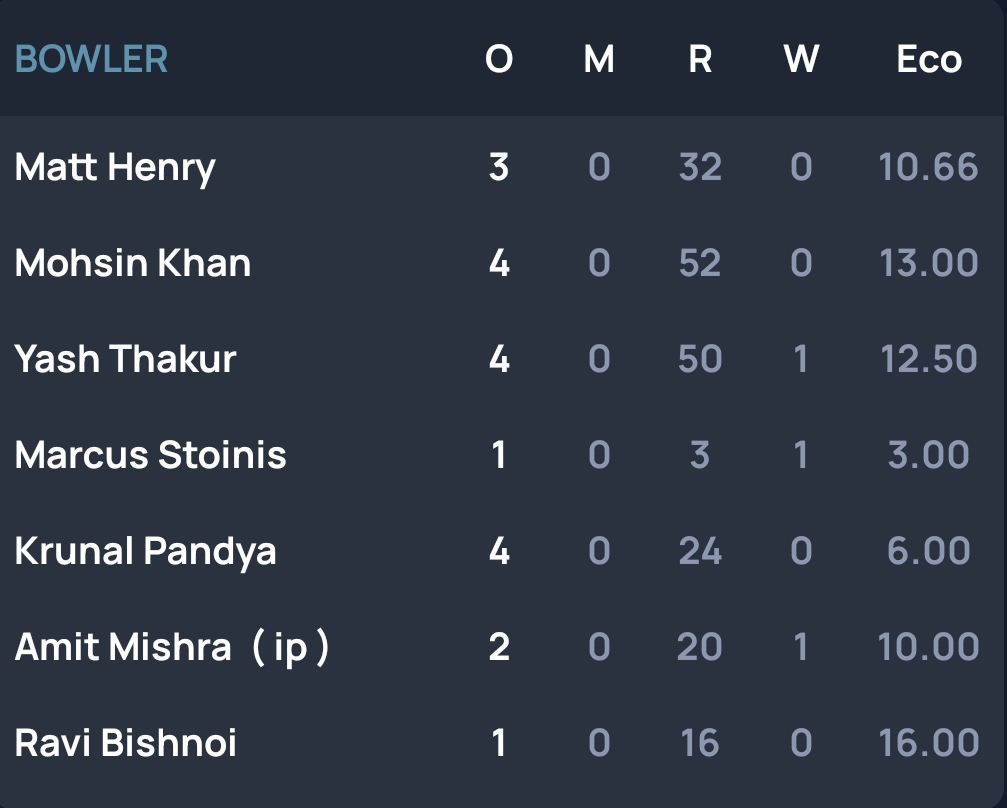 BOWLER O M R W Eco
Matt Henry 3 0 32 0 10.66
Mohsin Khan 4 0 52 0 13.00
Yash Thakur 4 0 50 1 12.50
Marcus Stoinis 1 0 3 1 3.00
Krunal Pandya 4 0 24 0 6.00
Amit Mishra ( ip ) 2 0 20 1 10.00
Ravi Bishnoi 1 0 16 0 16.00